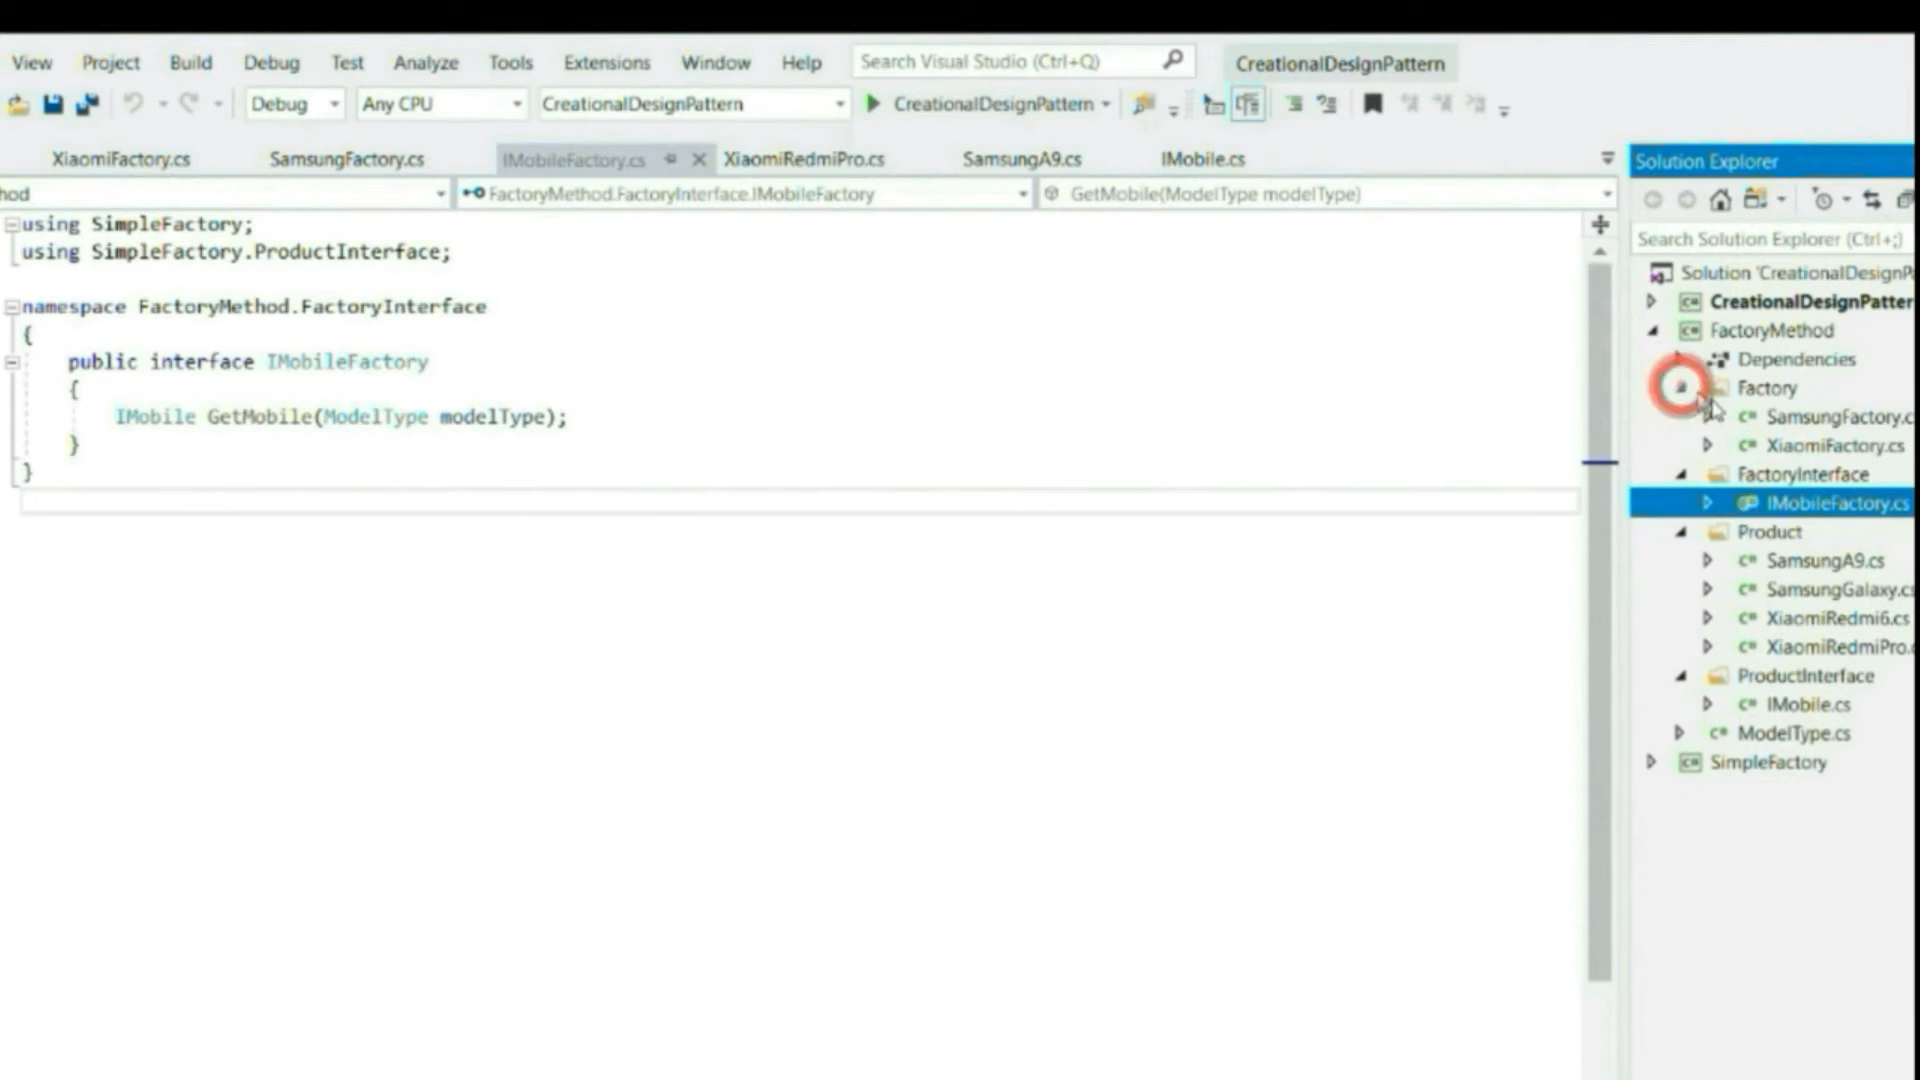 View Project Build Debug Test Analyze Tools Extensions Window Help Search Visual Studio (Ctrl+Q) CreationalDesignPattern
Debug Any CPU CreationalDesignPattern CreationalDesignPattern
XiaomiFactory.cs SamsungFactory.cs IMobileFactory.cs XiaomiRedmiPro.cs SamsungA9.cs IMobile.cs
hod FactoryMethod.FactoryInterface.IMobileFactory GetMobile(ModelType modelType)
using SimpleFactory;
using SimpleFactory.ProductInterface;
namespace FactoryMethod.FactoryInterface
{
public interface IMobileFactory
{
IMobile GetMobile(ModelType modelType);
}
}
Solution Explorer
Search Solution Explorer (Ctrl+;)
Solution 'CreationalDesignPa
CreationalDesignPatter
FactoryMethod
Dependencies
Factory
SamsungFactory.c
XiaomiFactory.cs
FactoryInterface
IMobileFactory.cs
Product
SamsungA9.cs
SamsungGalaxy.cs
XiaomiRedmi6.cs
XiaomiRedmiPro.c
ProductInterface
IMobile.cs
ModelType.cs
SimpleFactory